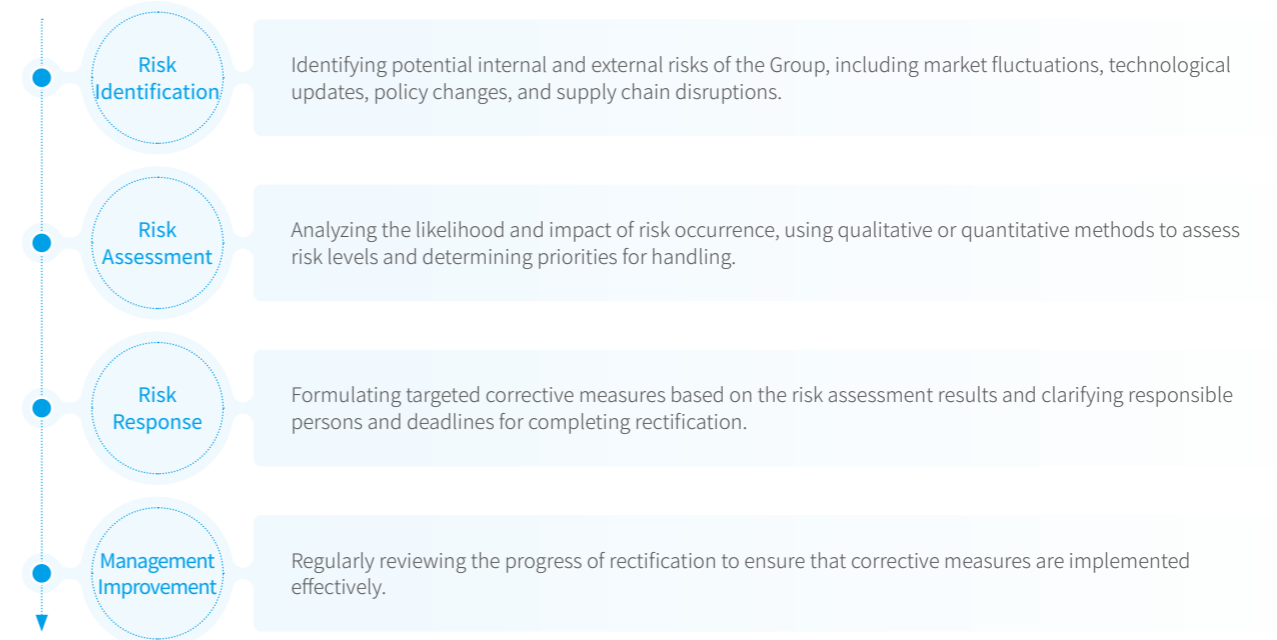 Risk
Identification
Identifying potential internal and external risks of the Group, including market fluctuations, technological
updates, policy changes, and supply chain disruptions.
Risk
Assessment
Analyzing the likelihood and impact of risk occurrence, using qualitative or quantitative methods to assess
risk levels and determining priorities for handling.
Risk
Response
Formulating targeted corrective measures based on the risk assessment results and clarifying responsible
persons and deadlines for completing rectification.
Management
Improvement
Regularly reviewing the progress of rectification to ensure that corrective measures are implemented
effectively.